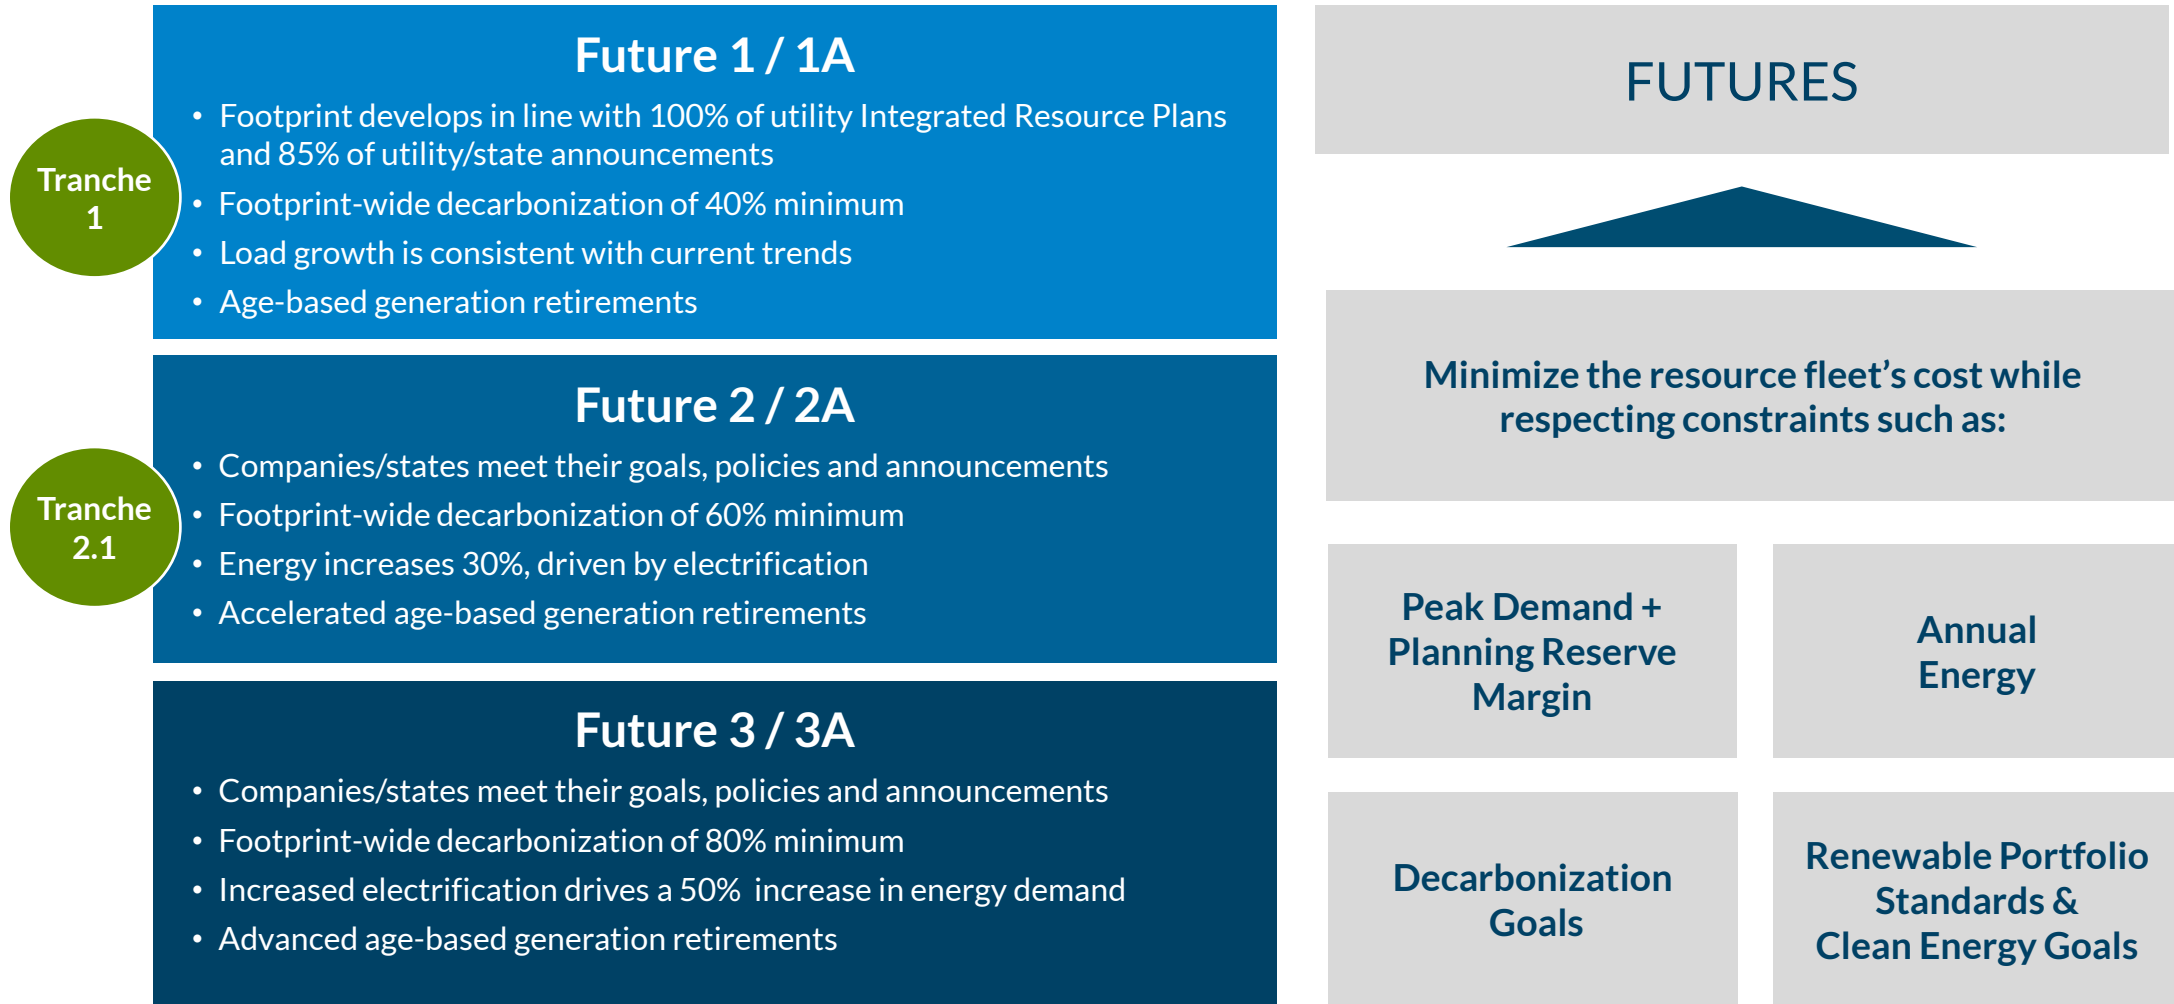 Tranche
1
Future 1 / 1A
• Footprint develops in line with 100% of utility Integrated Resource Plans
and 85% of utility/state announcements
• Footprint-wide decarbonization of 40% minimum
• Load growth is consistent with current trends
• Age-based generation retirements
Tranche
2.1
Future 2 / 2A
• Companies/states meet their goals, policies and announcements
• Footprint-wide decarbonization of 60% minimum
• Energy increases 30%, driven by electrification
• Accelerated age-based generation retirements
Future 3 / 3A
• Companies/states meet their goals, policies and announcements
• Footprint-wide decarbonization of 80% minimum
• Increased electrification drives a 50%  increase in energy demand
• Advanced age-based generation retirements
FUTURES
Minimize the resource fleet’s cost while
respecting constraints such as:
Peak Demand +
Planning Reserve
Margin
Annual
Energy
Decarbonization
Goals
Renewable Portfolio
Standards &
Clean Energy Goals